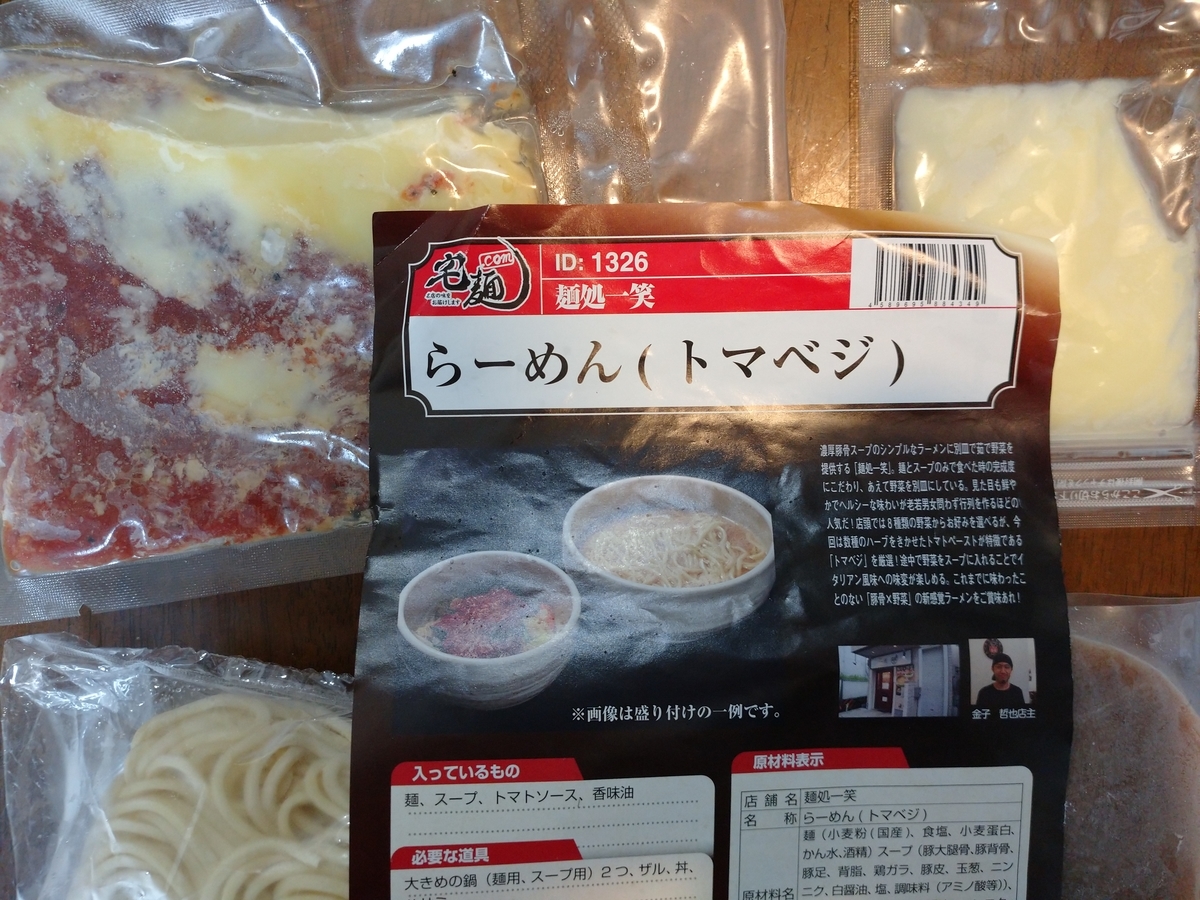 宅麺
.com
お店の味を
お届けします
ID: 1326
麺処一笑
らーめん ( トマベジ )
濃厚豚骨スープのシンプルなラーメンに別皿で茹で野菜を
提供する「麺処一笑」。麺とスープのみで食べた時の完成度
にこだわり、あえて野菜を別皿にしている。見た目も鮮や
かでヘルシーな味わいが老若男女問わず行列を作るほどの
人気だ!店頭では8種類の野菜からお好みを選べるが、今
回は数種のハーブをきかせたトマトペーストが特徴である
「トマベジ」を厳選!途中で野菜をスープに入れることでイ
タリアン風味への味変が楽しめる。これまでに味わったこ
とのない「豚骨×野菜」の新感覚ラーメンをご賞味あれ!
金子 哲也店主
※画像は盛り付けの一例です。
入っているもの
麺、スープ、トマトソース、香味油
必要な道具
大きめの鍋(麺用、スープ用)2つ、ザル、丼、
原材料表示
店舗名 麺処一笑
名称 らーめん ( トマベジ )
原材料名 麺(小麦粉(国産)、食塩、小麦蛋白、
かん水、酒精)スープ(豚大腿骨、豚背骨、
豚足、背脂、鶏ガラ、豚皮、玉葱、ニン
ニク、白醤油、塩、調味料(アミノ酸等))、